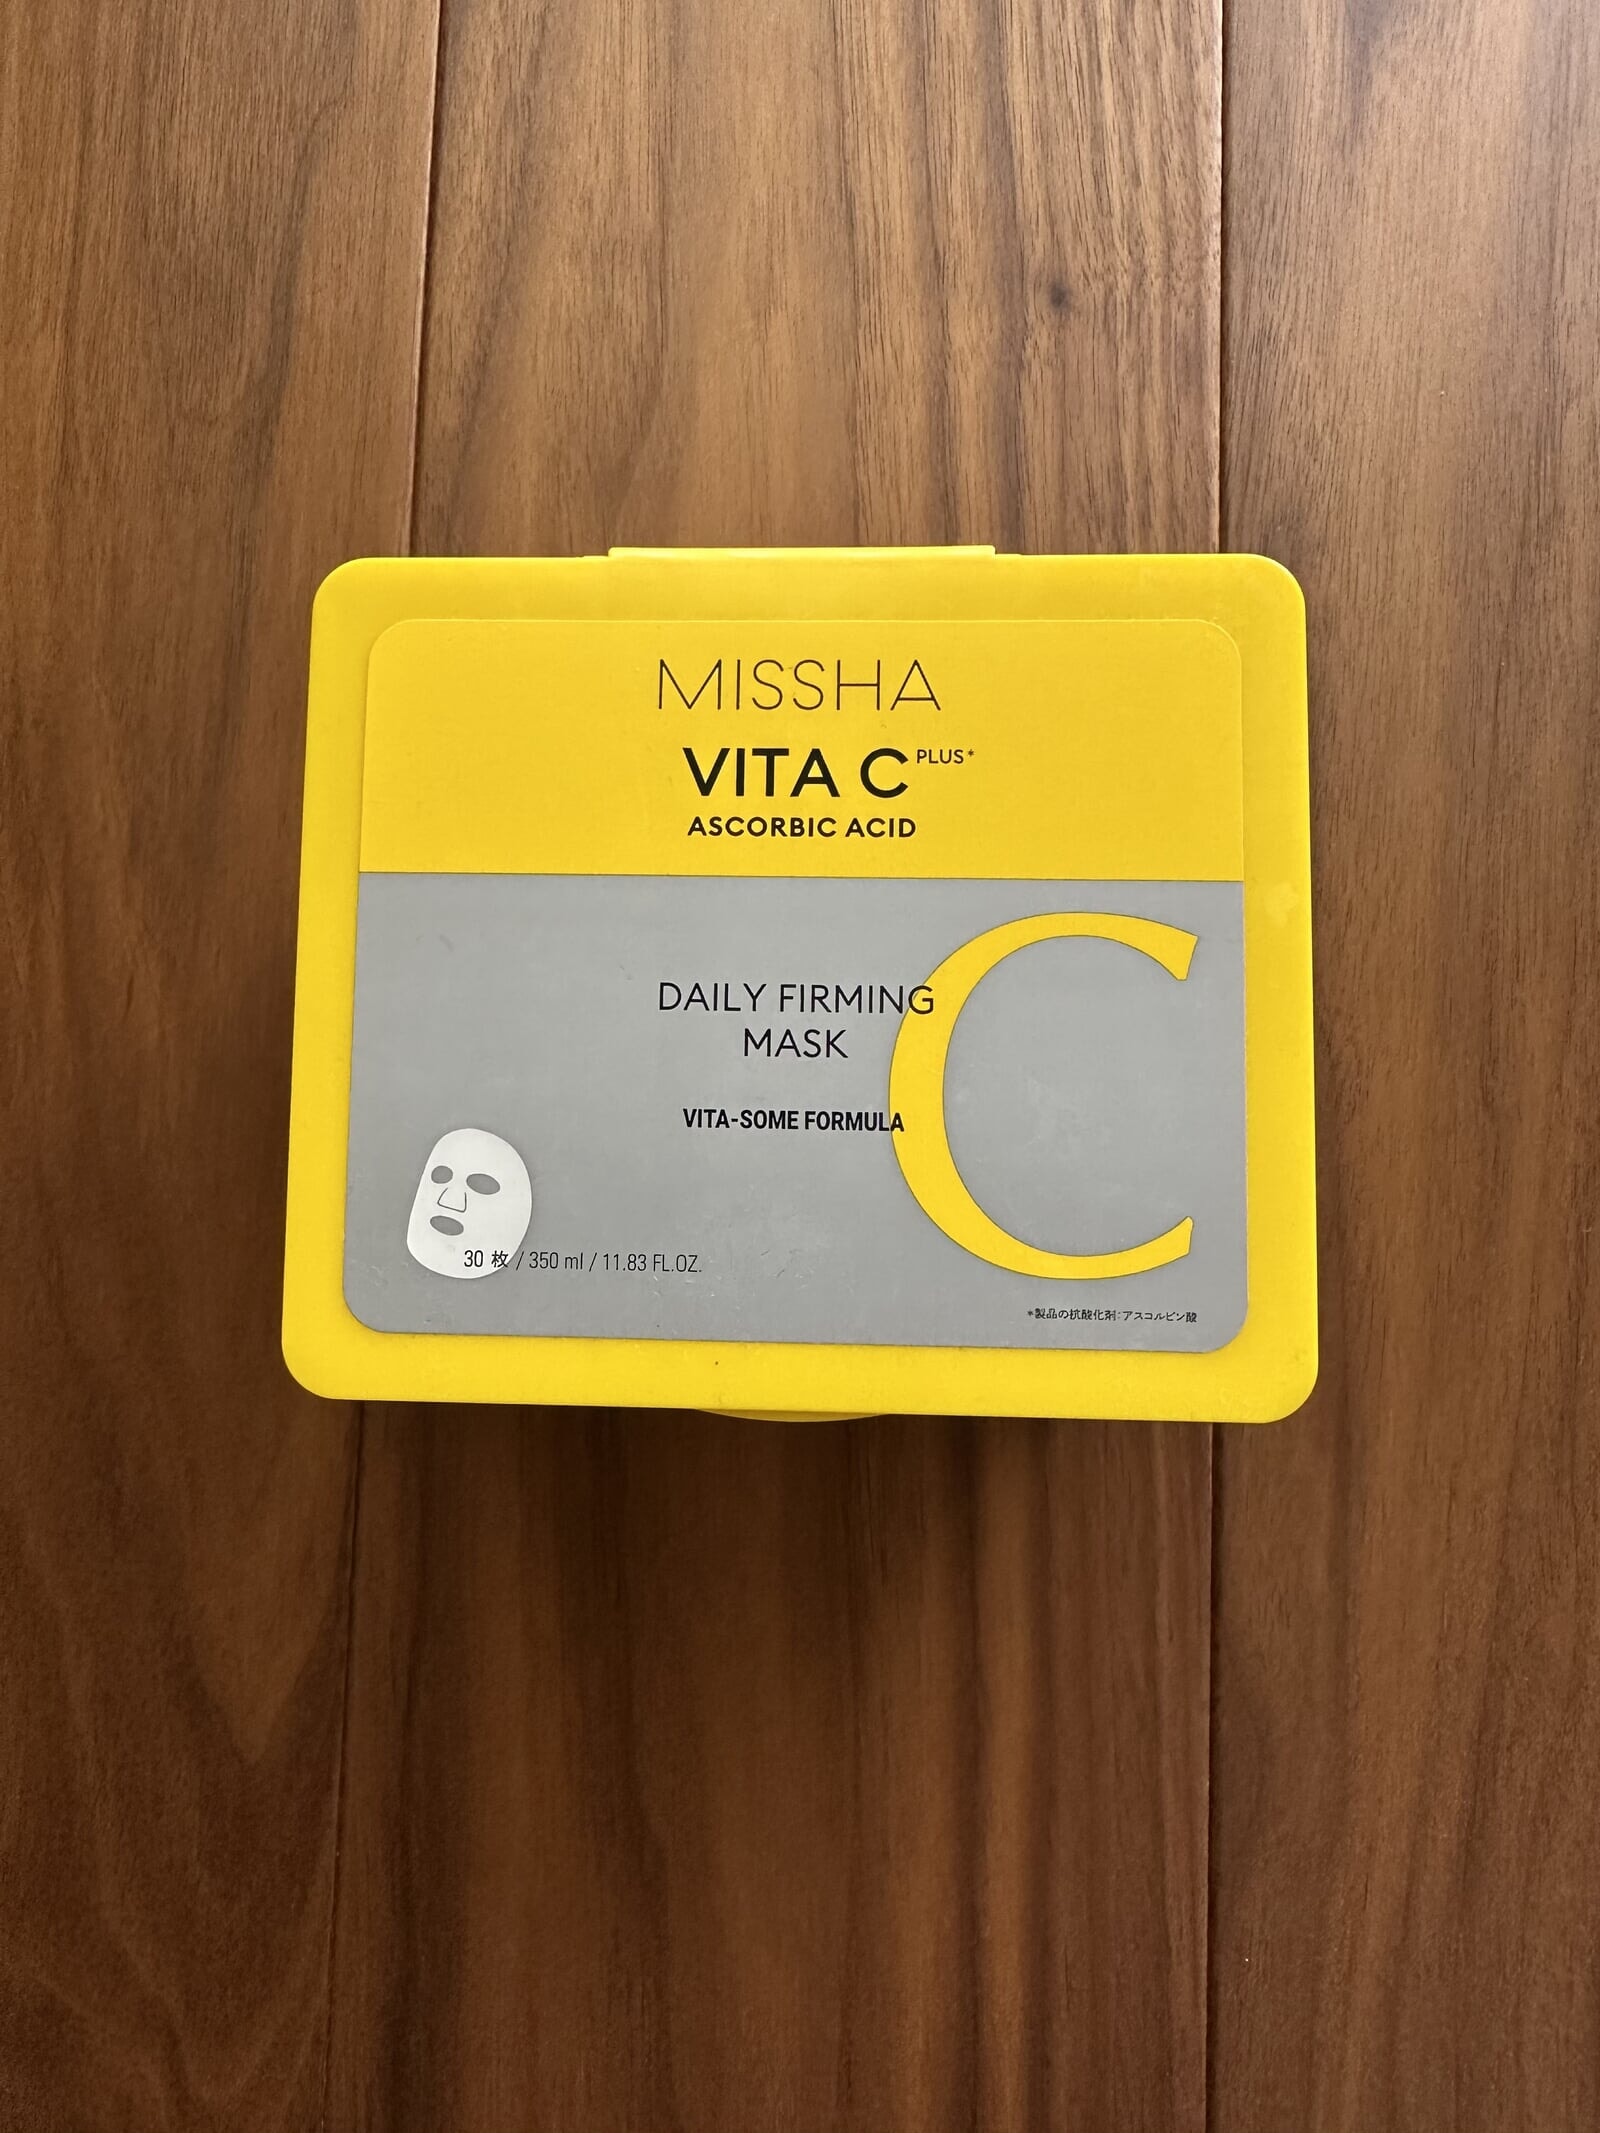 MISSHA
VITA C PLUS*
ASCORBIC ACID
DAILY FIRMING
MASK
VITA-SOME FORMULA
C
30 枚 / 350 ml / 11.83 FL.OZ.
*製品の抗酸化剤:アスコルビン酸